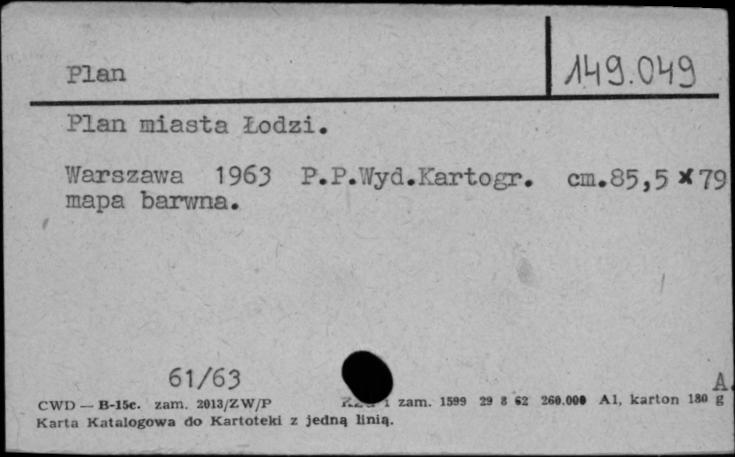 Plan
149.049
Plan miasta Łodzi.
Warszawa 1963 P.P.Wyd.Kartogr. cm.85,5 x 79
mapa barwna.
61/63
A.
CWD — B-15c. zam. 2013/ZW/P zam. 1599 29 8 62 260.000 A1, karton 180 g
Karta Katalogowa do Kartoteki z jedną linią.